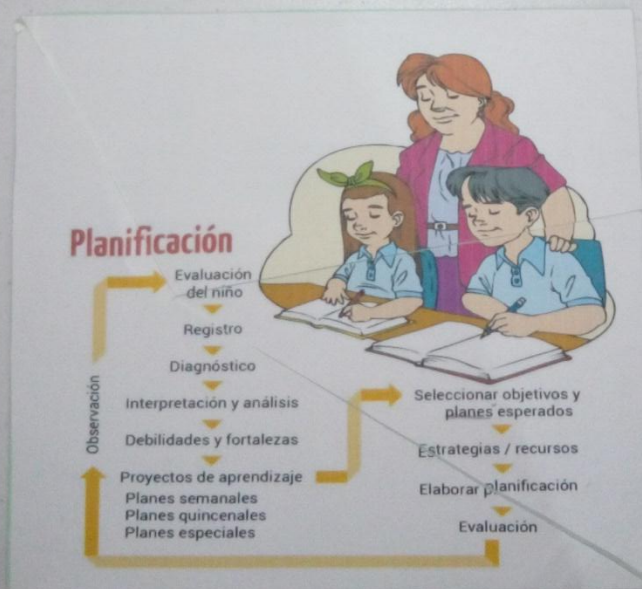 Planificación
Evaluación
del niño
Registro
Diagnóstico
Interpretación y análisis
Debilidades y fortalezas
Proyectos de aprendizaje
Planes semanales
Planes quincenales
Planes especiales
Seleccionar objetivos y
planes esperados
Estrategias / recursos
Elaborar planificación
Evaluación
Observación